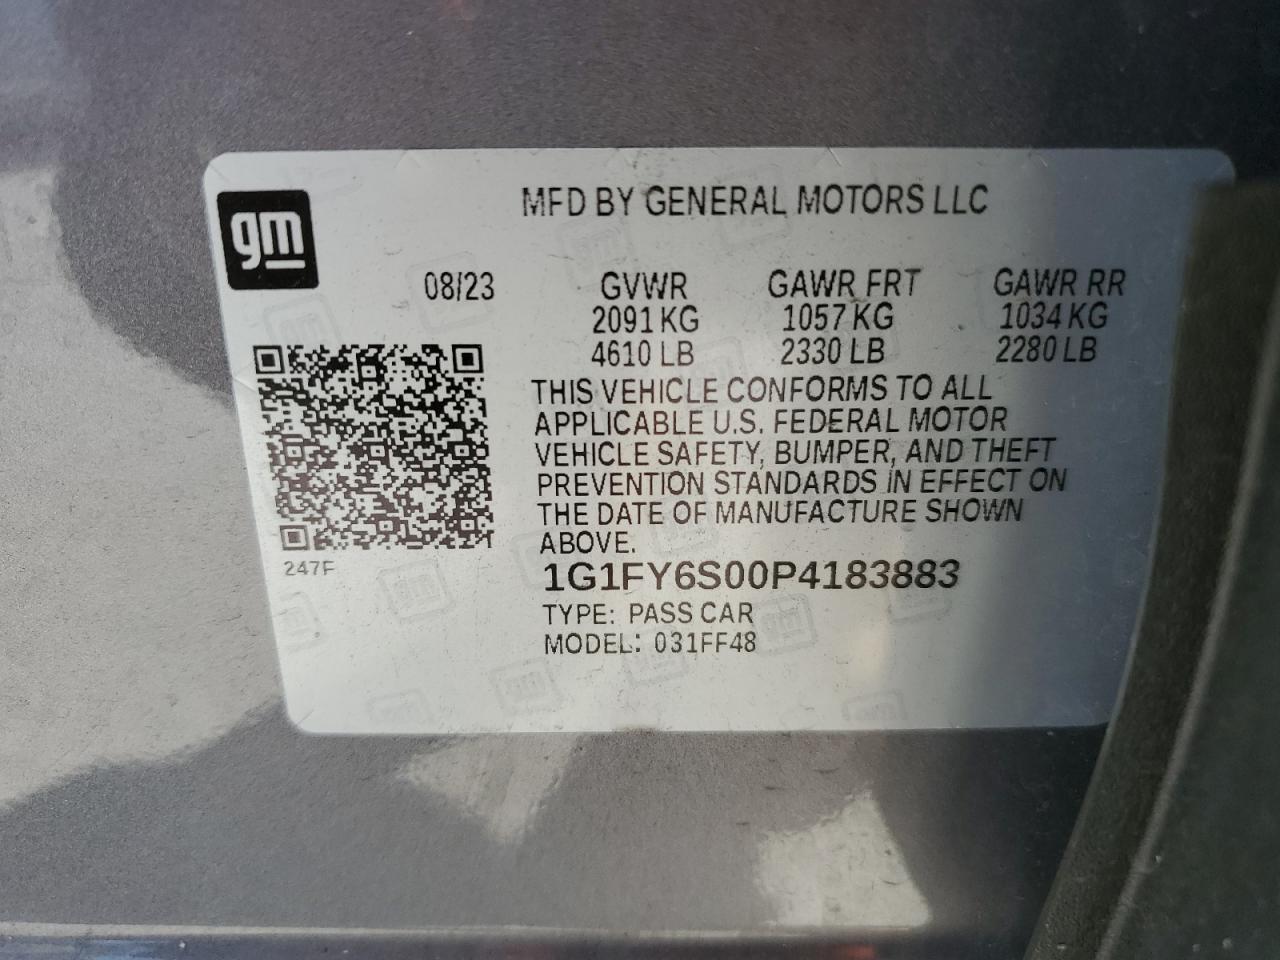 gm
MFD BY GENERAL MOTORS LLC
08/23 GVWR GAWR FRT GAWR RR
2091 KG 1057 KG 1034 KG
4610 LB 2330 LB 2280 LB
THIS VEHICLE CONFORMS TO ALL
APPLICABLE U.S. FEDERAL MOTOR
VEHICLE SAFETY, BUMPER, AND THEFT
PREVENTION STANDARDS IN EFFECT ON
THE DATE OF MANUFACTURE SHOWN
ABOVE.
247F
1G1FY6S00P4183883
TYPE: PASS CAR
MODEL: 031FF48